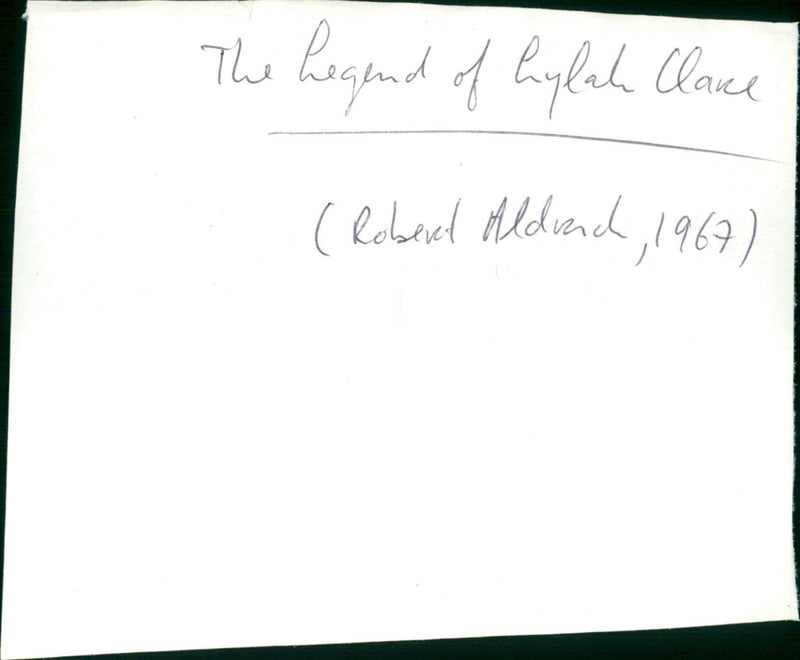 The Legend of Lylah Clare
(Robert Aldrich, 1967)